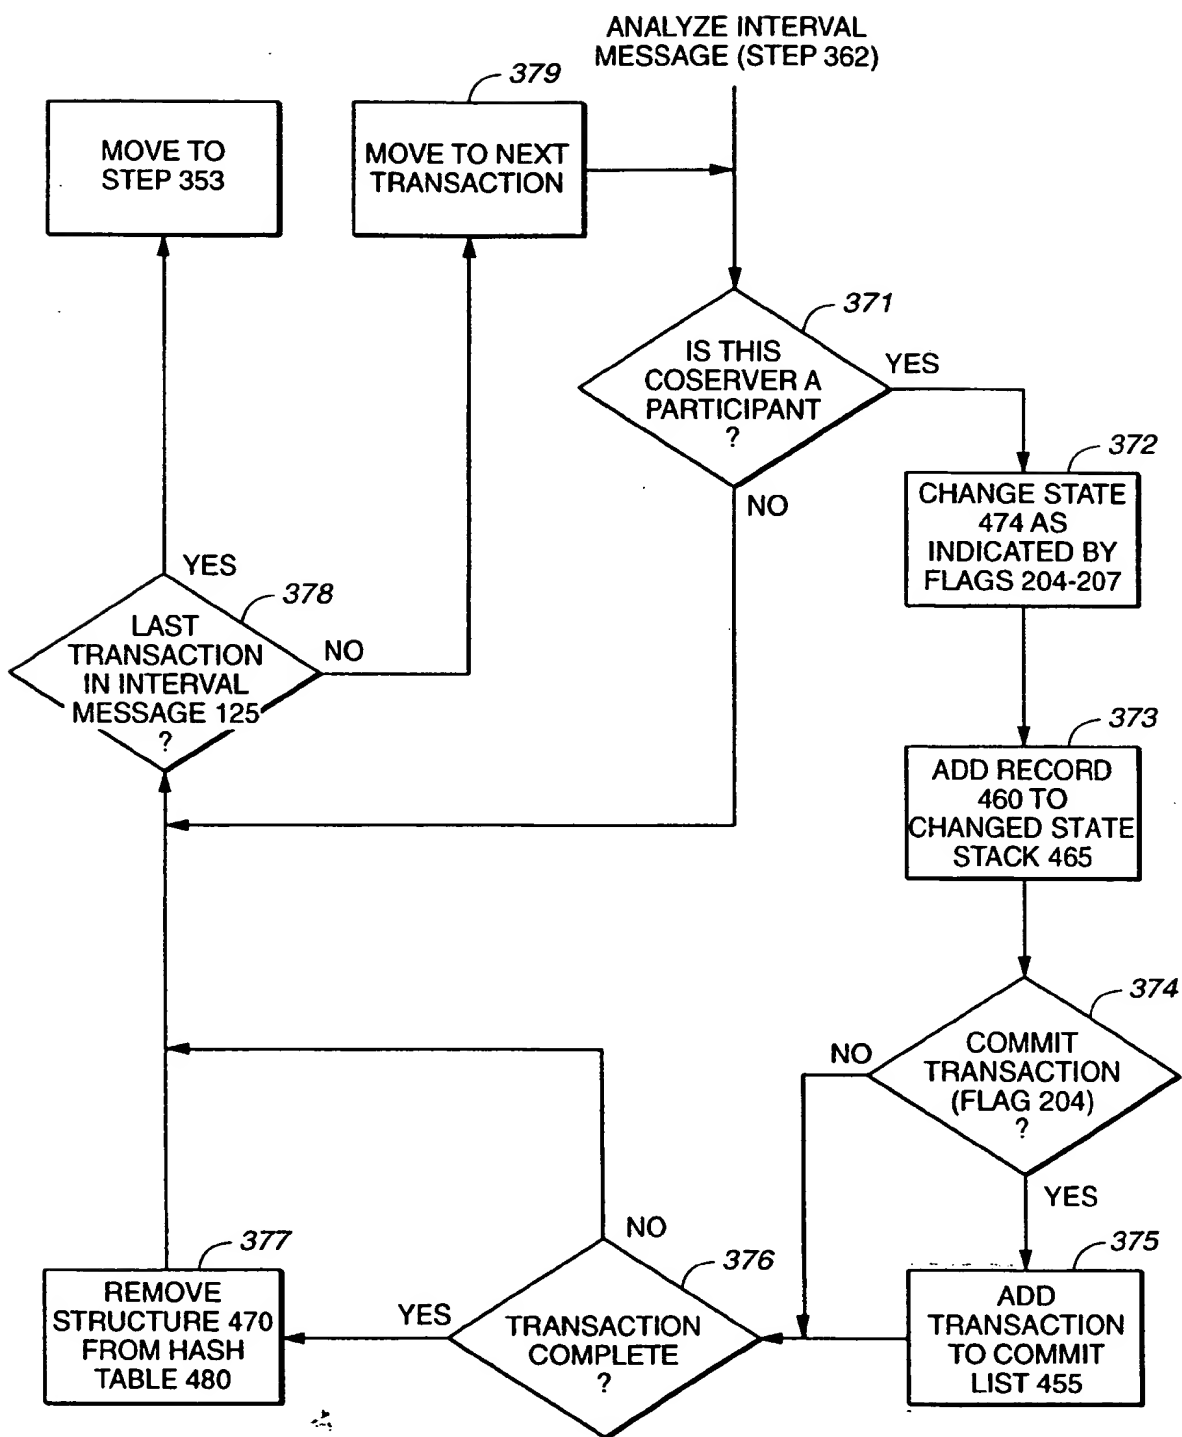 ANALYZE INTERVAL
MESSAGE (STEP 362)
379
MOVE TO
STEP 353
MOVE TO NEXT
TRANSACTION
371
IS THIS
COSERVER A
PARTICIPANT
?
YES
NO
372
CHANGE STATE
474 AS
INDICATED BY
FLAGS 204-207
YES
378
LAST
TRANSACTION
IN INTERVAL
MESSAGE 125
?
NO
373
ADD RECORD
460 TO
CHANGED STATE
STACK 465
374
COMMIT
TRANSACTION
(FLAG 204)
?
NO
YES
375
ADD
TRANSACTION
TO COMMIT
LIST 455
376
TRANSACTION
COMPLETE
?
NO
YES
377
REMOVE
STRUCTURE 470
FROM HASH
TABLE 480